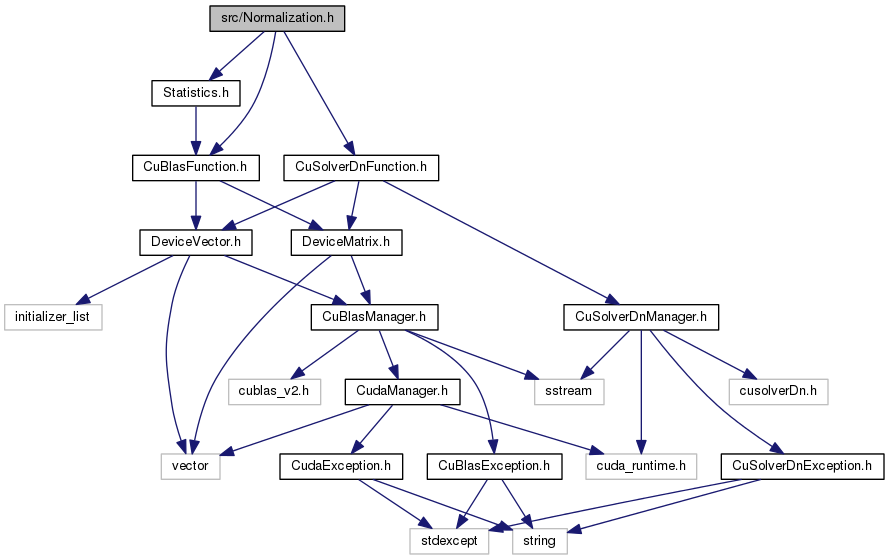 src/Normalization.h
Statistics.h
CuBlasFunction.h
CuSolverDnFunction.h
DeviceVector.h
DeviceMatrix.h
initializer_list
CuBlasManager.h
CuSolverDnManager.h
cublas_v2.h
CudaManager.h
sstream
cusolverDn.h
vector
CudaException.h
CuBlasException.h
cuda_runtime.h
CuSolverDnException.h
stdexcept
string